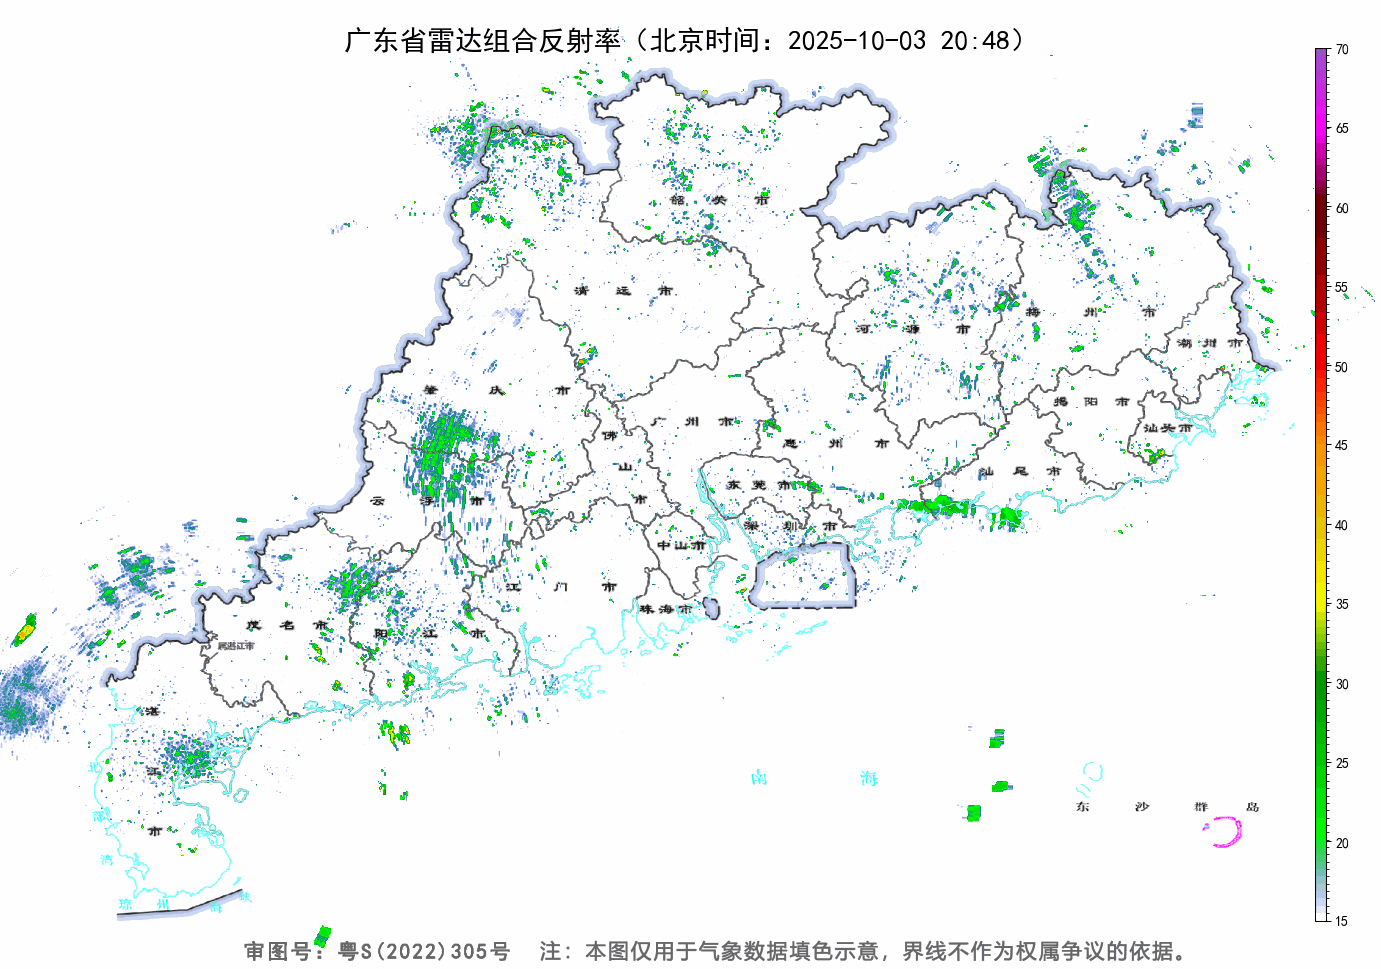 广东省雷达组合反射率（北京时间：2025-10-03 20:48）
70
65
60
55
50
45
40
35
30
25
20
15
韶 关 市
清 远 市
河 源 市
梅 州 市
潮 州 市
肇 庆 市
揭 阳 市
广 州 市
汕头市
佛 山 市
惠 州 市
汕 尾 市
东 莞 市
云 浮 市
深 圳 市
中山市
江 门 市
珠海市
茂 名 市
阳 江 市
属湛江市
湛 江 市
北 部 湾
南 海
东 沙 群 岛
琼 州 海 峡
审图号：粤S(2022)305号 注：本图仅用于气象数据填色示意，界线不作为权属争议的依据。